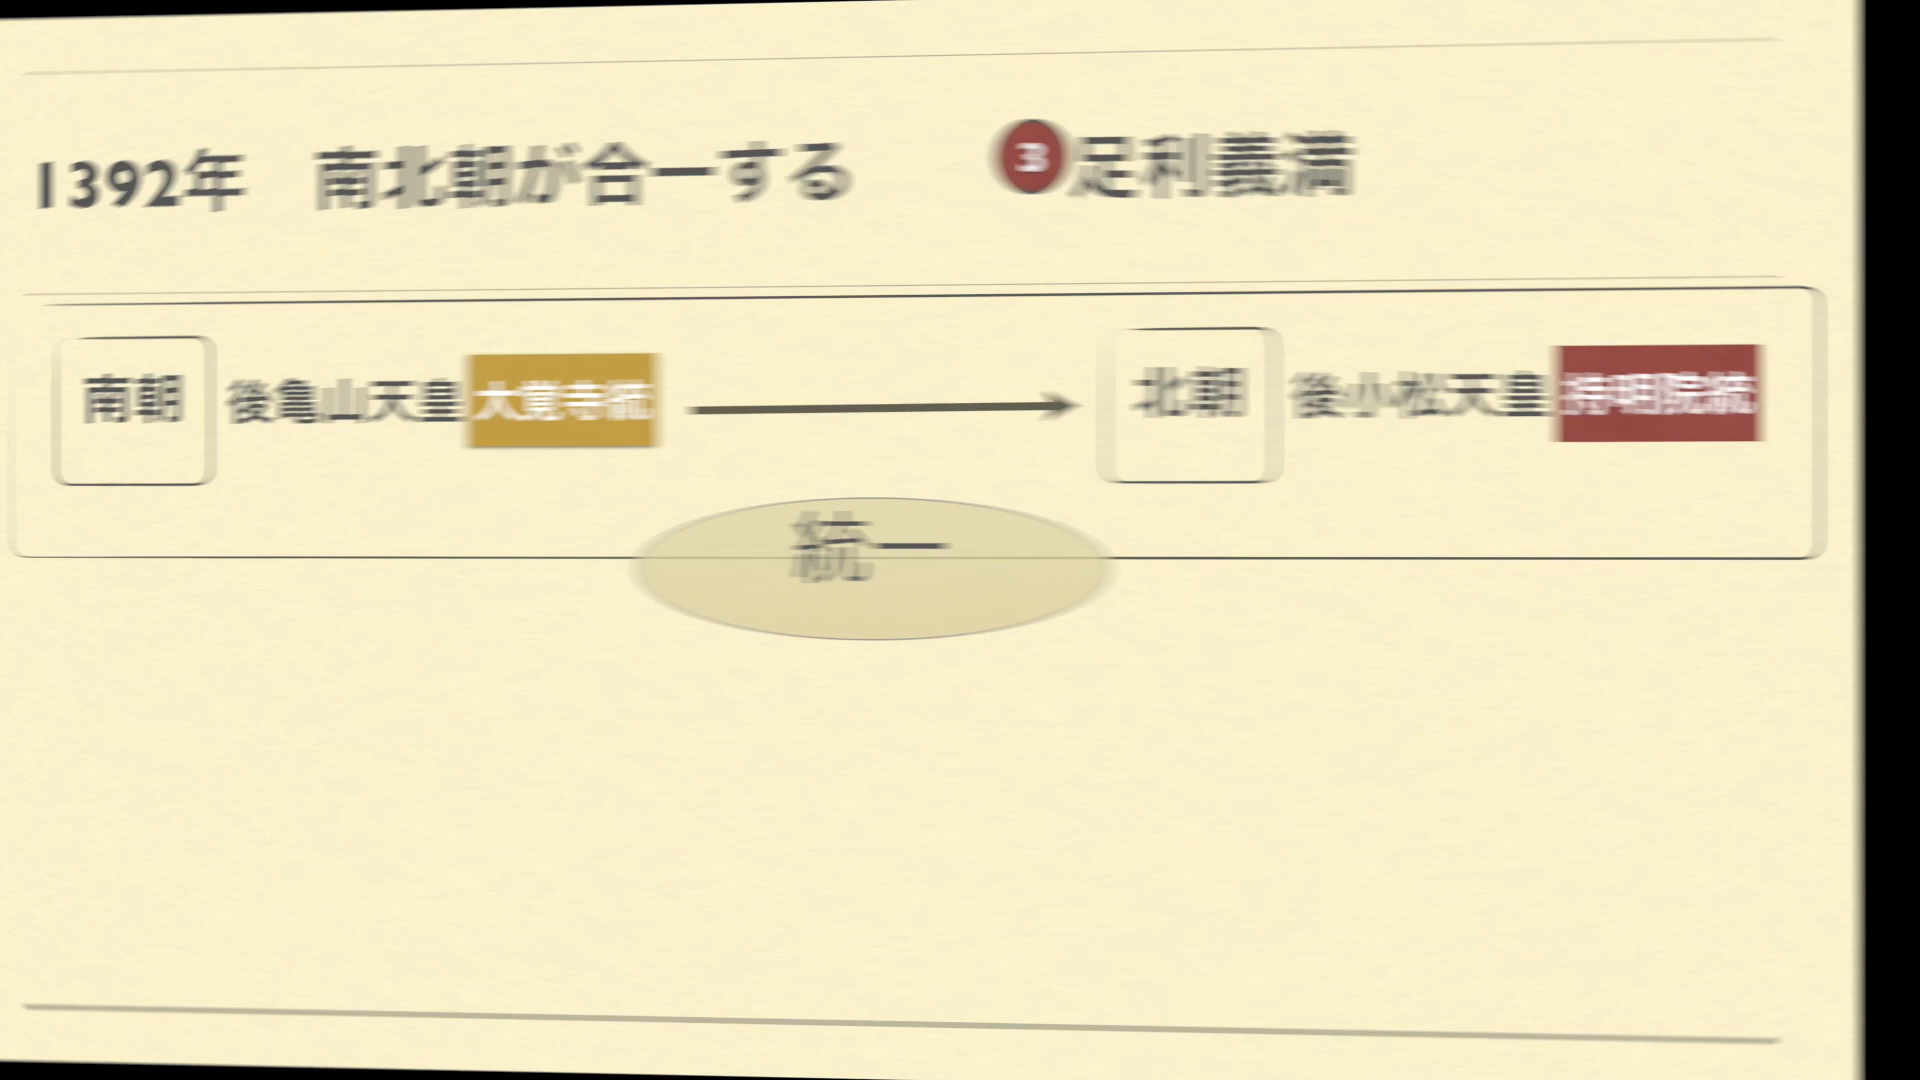 1392年 南北朝が合一する ③足利義満
南朝 後亀山天皇 大覚寺統 北朝 後小松天皇 持明院統
統一